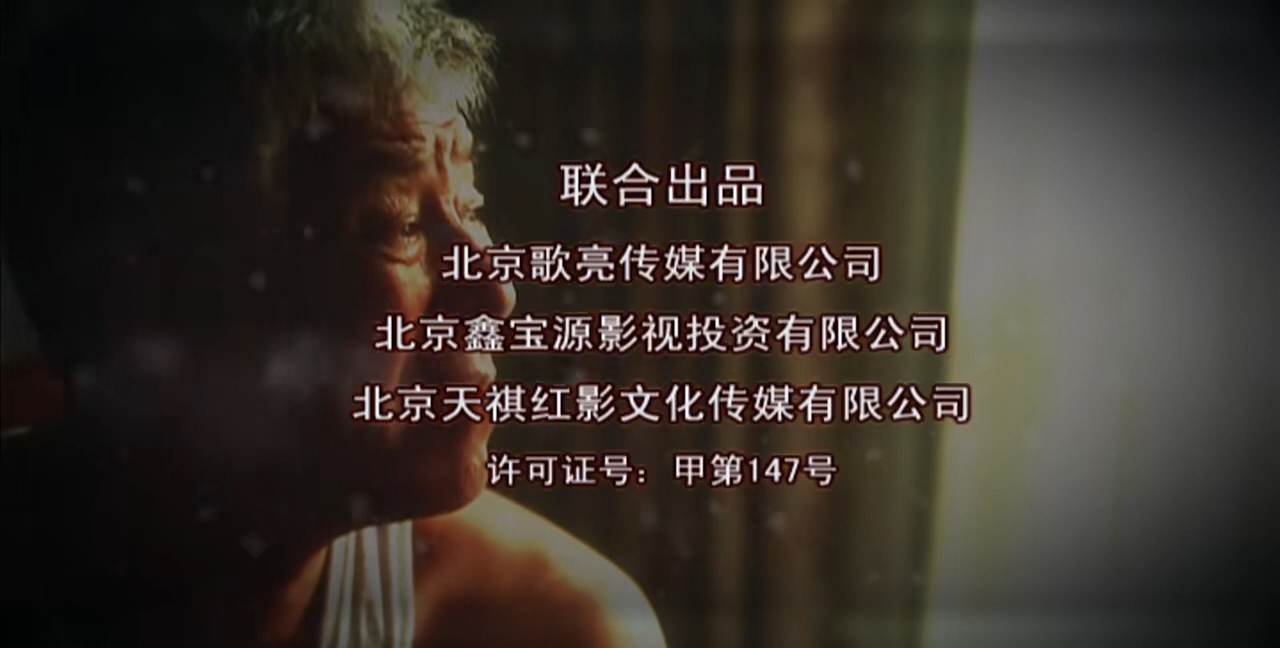 联合出品
北京歌亮传媒有限公司
北京鑫宝源影视投资有限公司
北京天祺红影文化传媒有限公司
许可证号：甲第147号